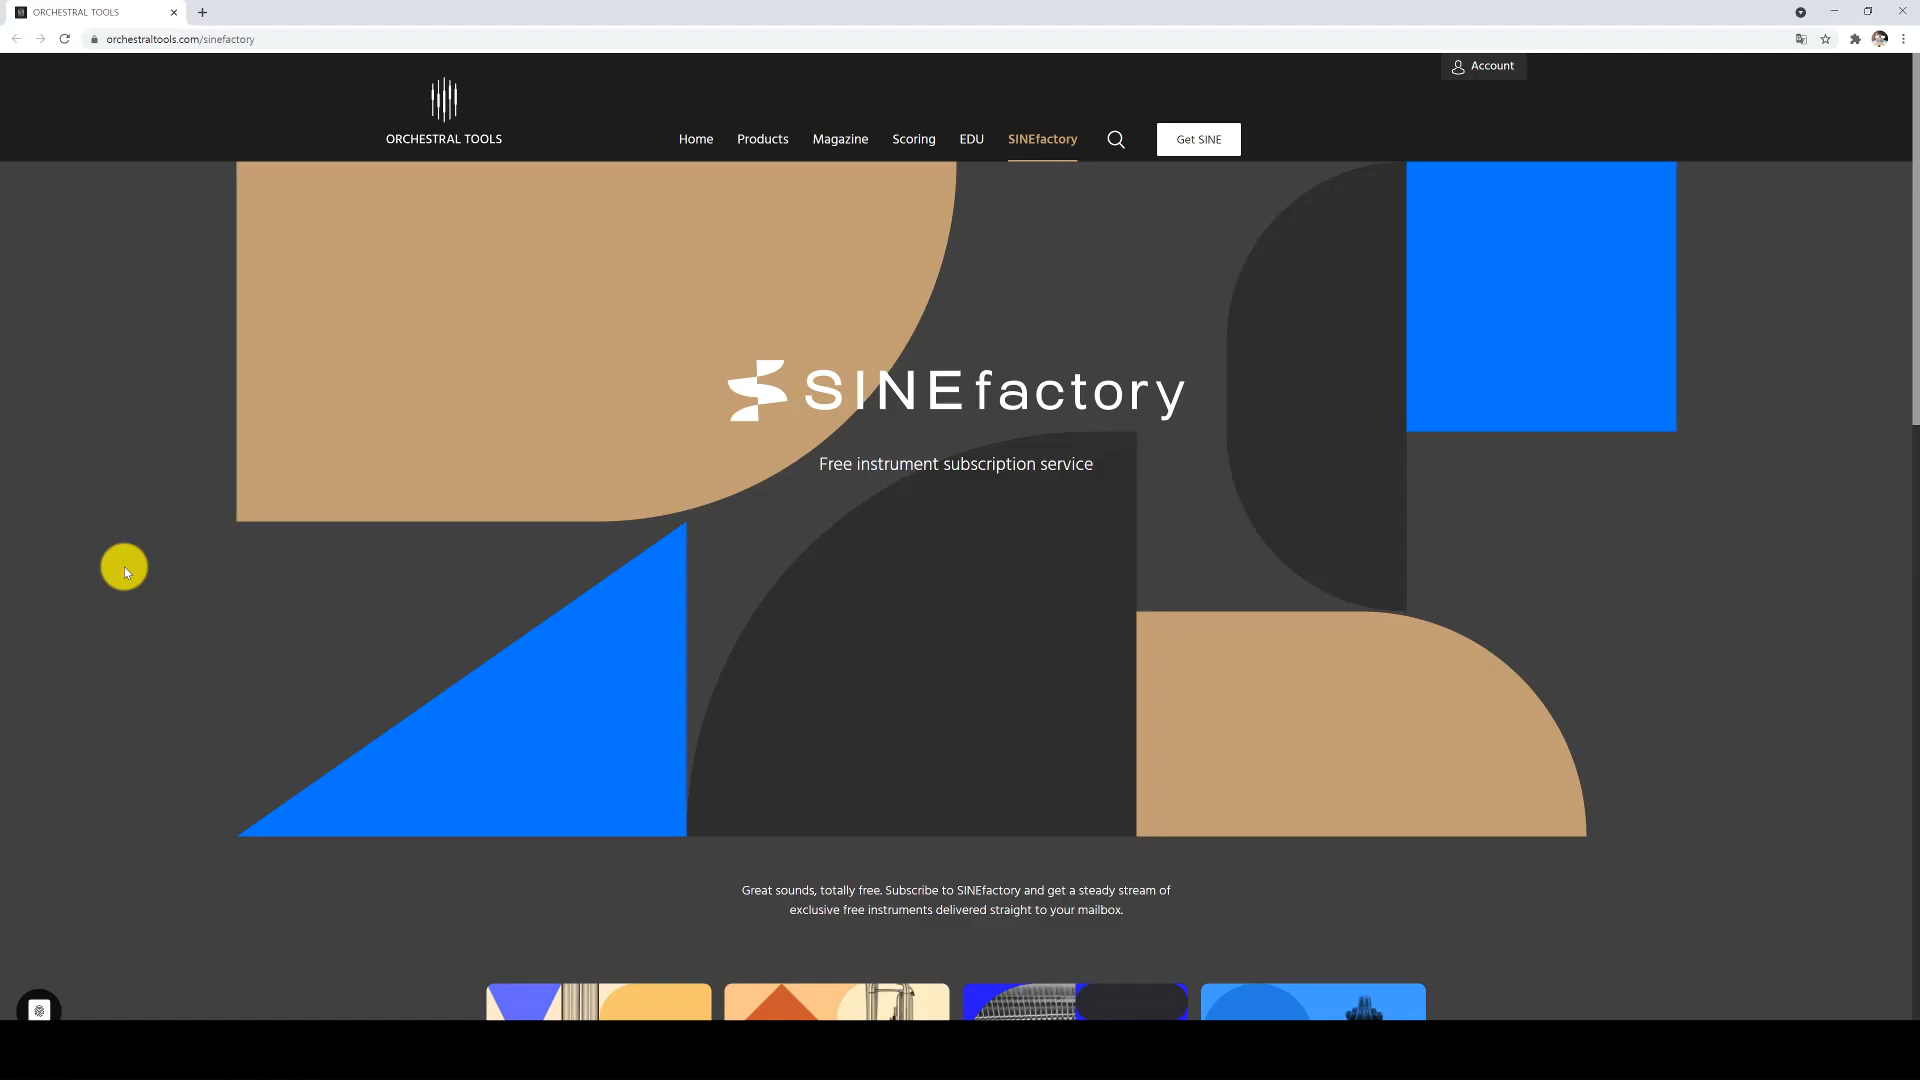 ORCHESTRAL TOOLS
orchestraltools.com/sinefactory
Account
ORCHESTRAL TOOLS
Home Products Magazine Scoring EDU SINEfactory Get SINE
SINEfactory
Free instrument subscription service
Great sounds, totally free. Subscribe to SINEfactory and get a steady stream of
exclusive free instruments delivered straight to your mailbox.